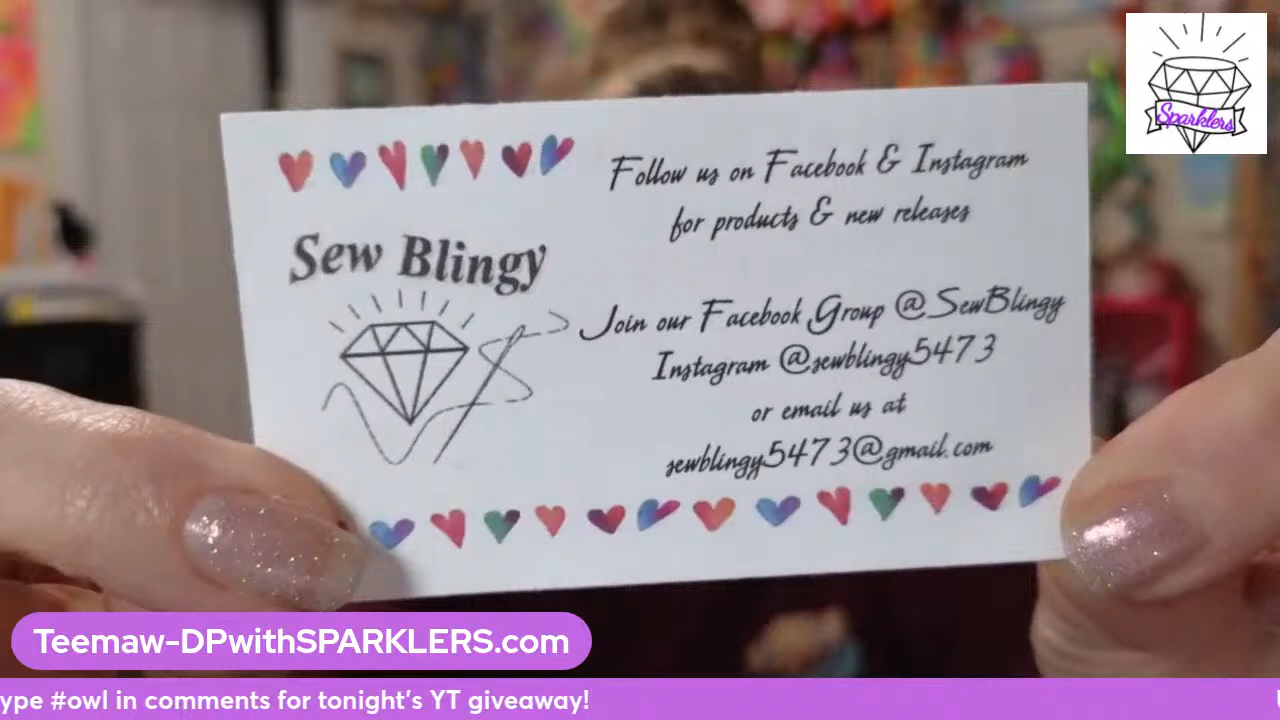 Sparklers
Follow us on Facebook & Instagram
for products & new releases
Sew Blingy
Join our Facebook Group @SewBlingy
Instagram @sewblingy5473
or email us at
sewblingy5473@gmail.com
Teemaw-DPwithSPARKLERS.com
ype #owl in comments for tonight's YT giveaway!